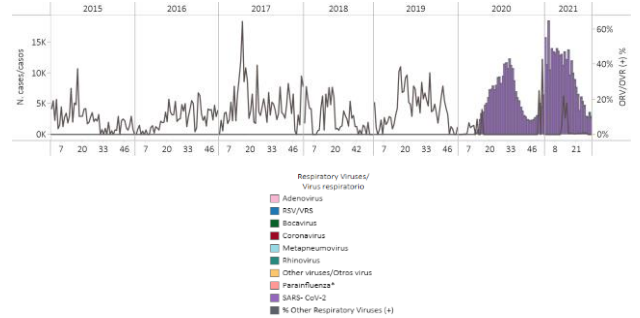 2015 2016 2017 2018 2019 2020 2021
N. cases/casos
15K
10K
5K
0K
60%
40%
20%
0%
ORV/OVR (+) %
7 20 33 46 7 20 33 46 7 20 33 46 7 20 42 7 20 33 46 7 20 33 46 8 21
Respiratory Viruses/
Virus respiratorio
Adenovirus
RSV/VRS
Bocavirus
Coronavirus
Metapneumovirus
Rhinovirus
Other viruses/Otros virus
Parainfluenza*
SARS- CoV-2
% Other Respiratory Viruses (+)